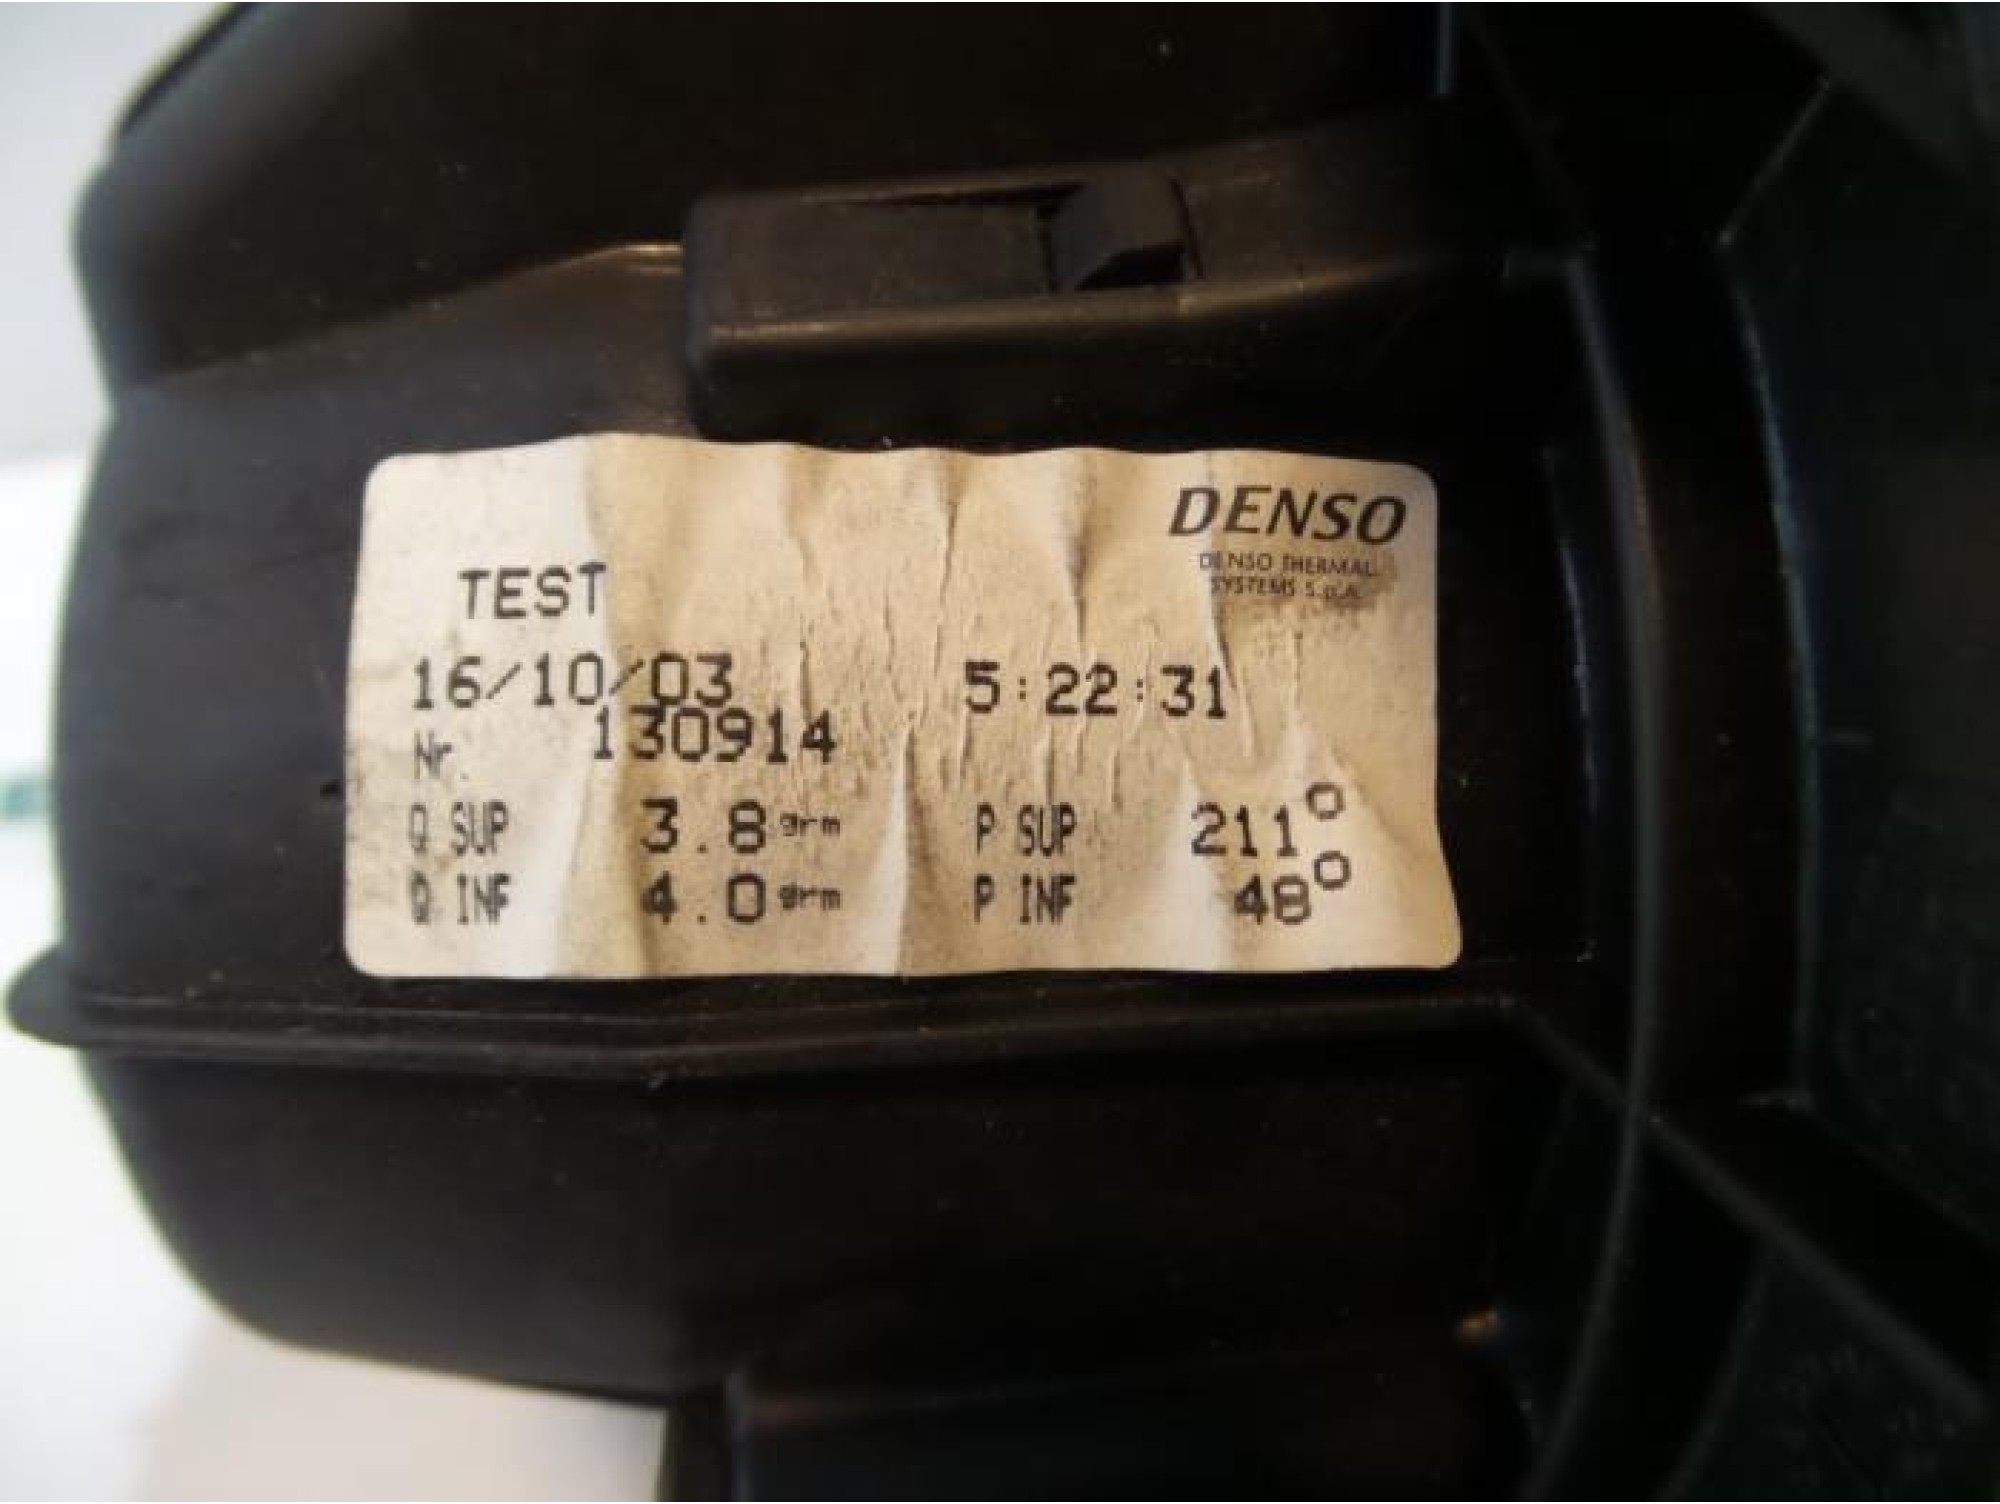 DENSO
DENSO THERMAL
SYSTEMS S.p.A.
TEST
16/10/03 5:22:31
Nr. 130914
Q SUP 3.8 grm P SUP 211°
Q INF 4.0 grm P INF 48°